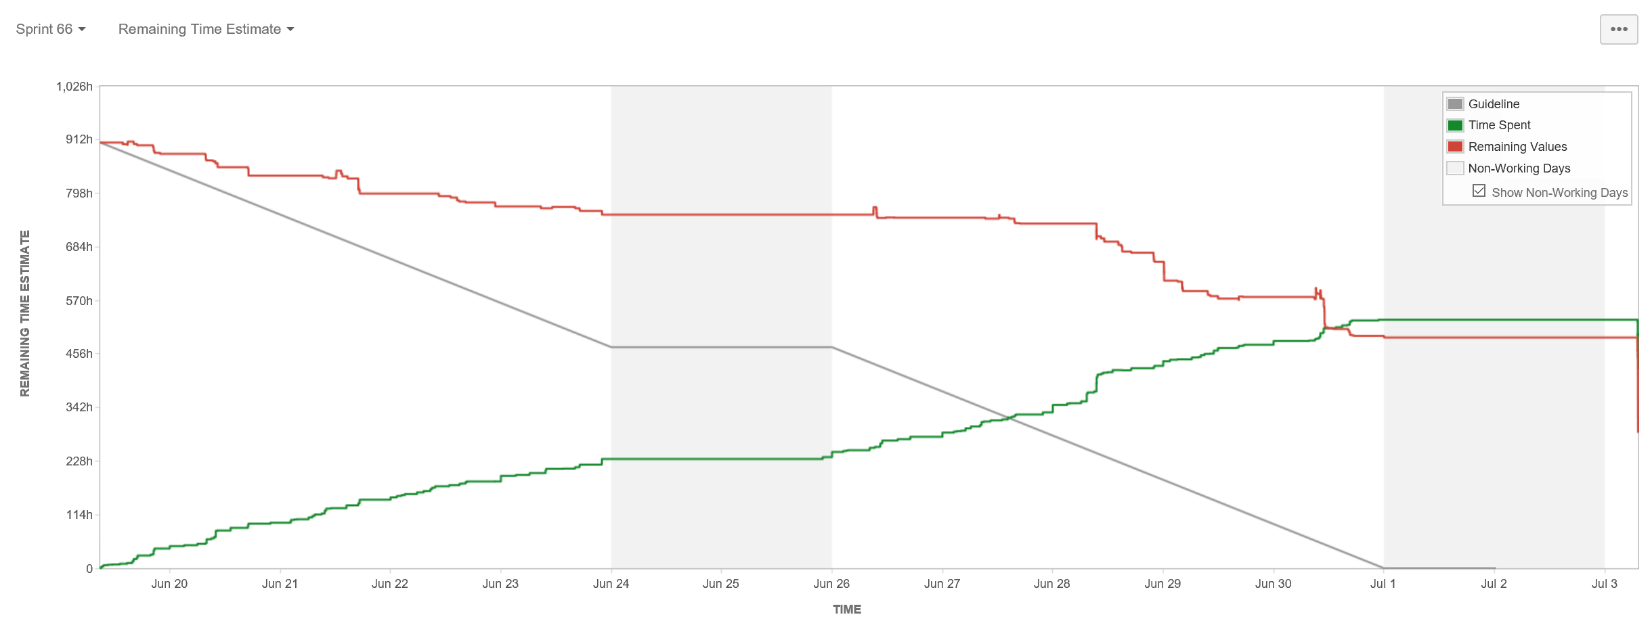 Sprint 66 Remaining Time Estimate
1,026h
912h
798h
684h
570h
456h
342h
228h
114h
0
REMAINING TIME ESTIMATE
Guideline
Time Spent
Remaining Values
Non-Working Days
Show Non-Working Days
Jun 20 Jun 21 Jun 22 Jun 23 Jun 24 Jun 25 Jun 26 Jun 27 Jun 28 Jun 29 Jun 30 Jul 1 Jul 2 Jul 3
TIME